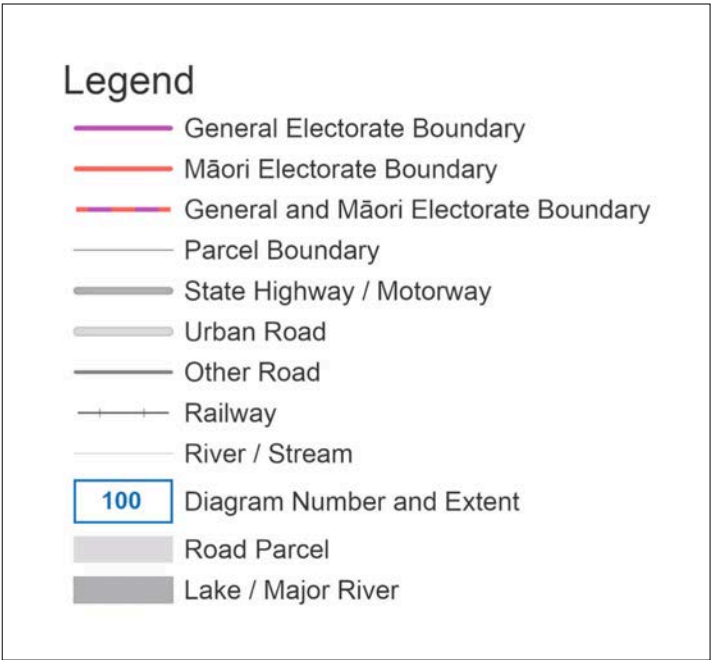 Legend
General Electorate Boundary
Māori Electorate Boundary
General and Māori Electorate Boundary
Parcel Boundary
State Highway / Motorway
Urban Road
Other Road
Railway
River / Stream
100 Diagram Number and Extent
Road Parcel
Lake / Major River